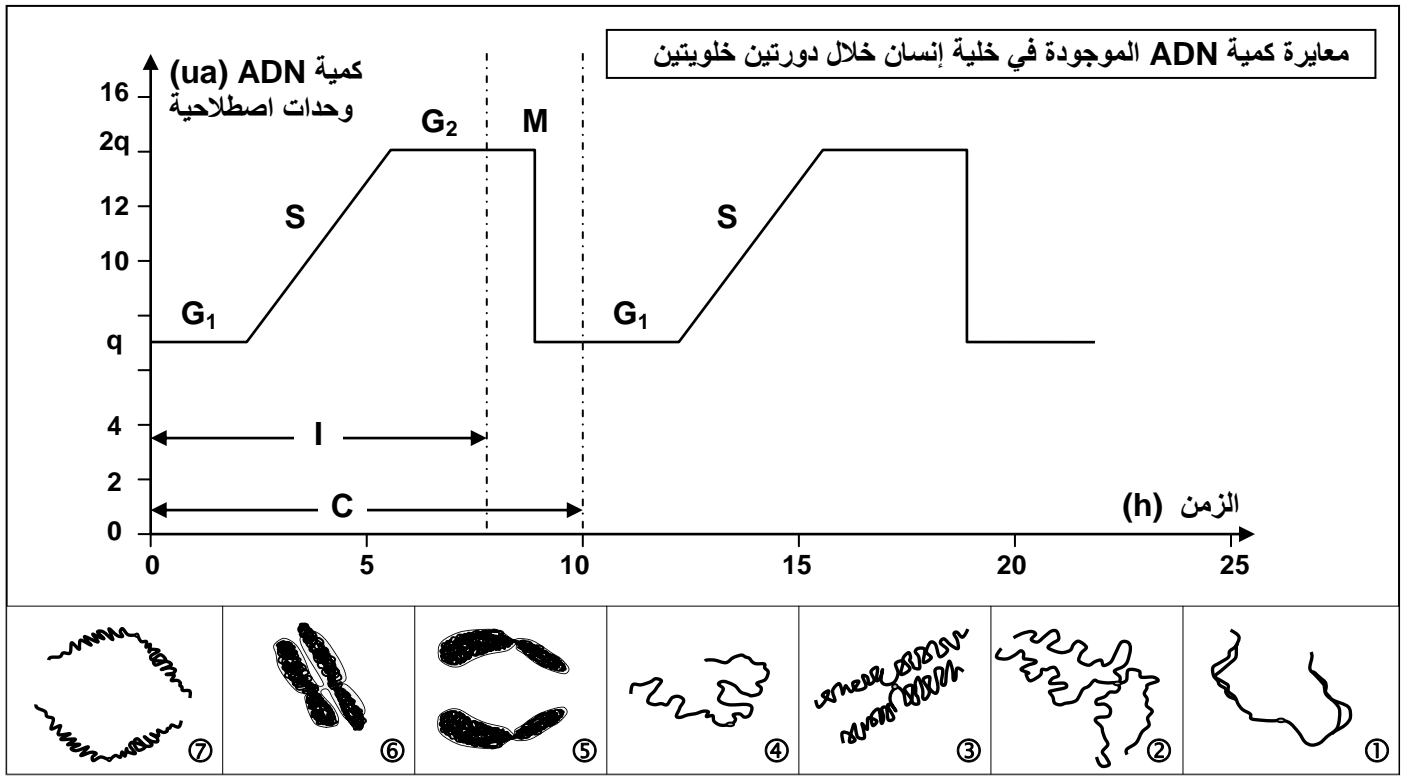 معايرة كمية ADN الموجودة في خلية إنسان خلال دورتين خلويتين
كمية ADN (ua)
وحدات اصطلاحية
16
2q
12
10
q
4
2
0
G₁
S
G₂
M
G₁
S
I
C
الزمن (h)
0 5 10 15 20 25
① ② ③ ④ ⑤ ⑥ ⑦